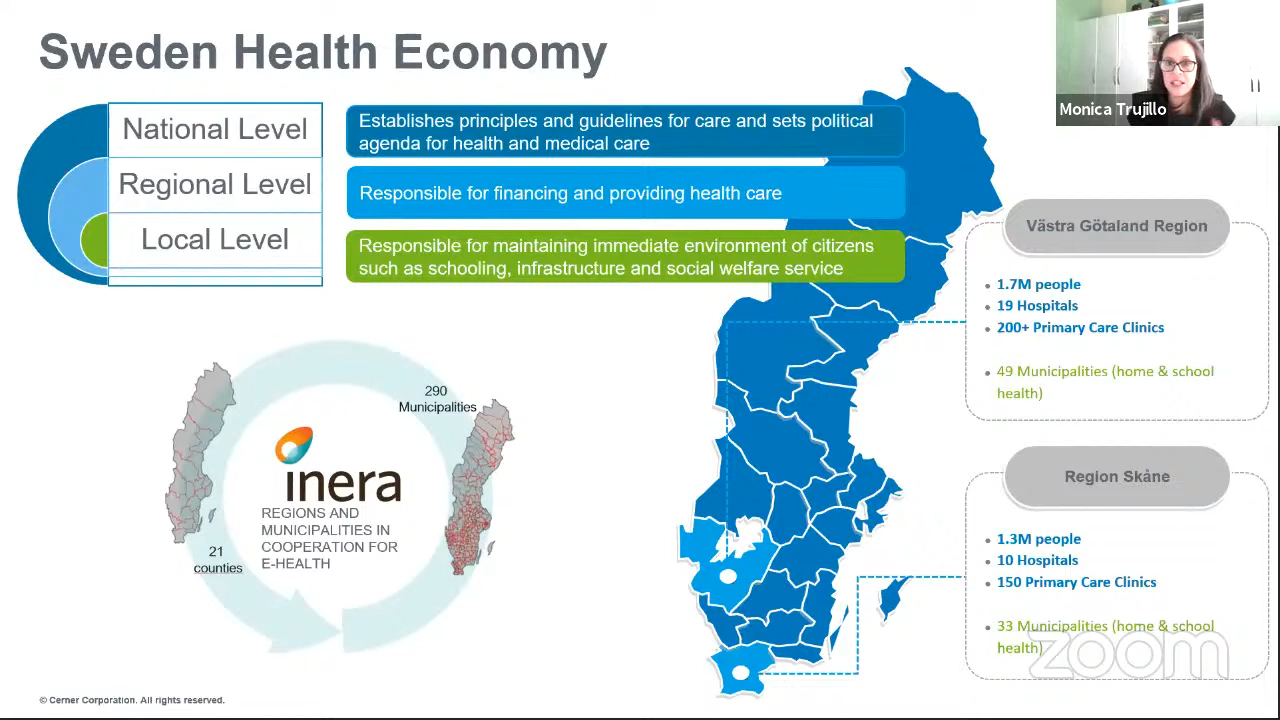 Sweden Health Economy
Monica Trujillo
National Level
Establishes principles and guidelines for care and sets political
agenda for health and medical care
Regional Level
Responsible for financing and providing health care
Local Level
Responsible for maintaining immediate environment of citizens
such as schooling, infrastructure and social welfare service
Västra Götaland Region
• 1.7M people
• 19 Hospitals
• 200+ Primary Care Clinics
• 49 Municipalities (home & school
health)
290
Municipalities
inera
REGIONS AND
MUNICIPALITIES IN
COOPERATION FOR
E-HEALTH
21
counties
Region Skåne
• 1.3M people
• 10 Hospitals
• 150 Primary Care Clinics
• 33 Municipalities (home & school
health)
zoom
© Cerner Corporation. All rights reserved.